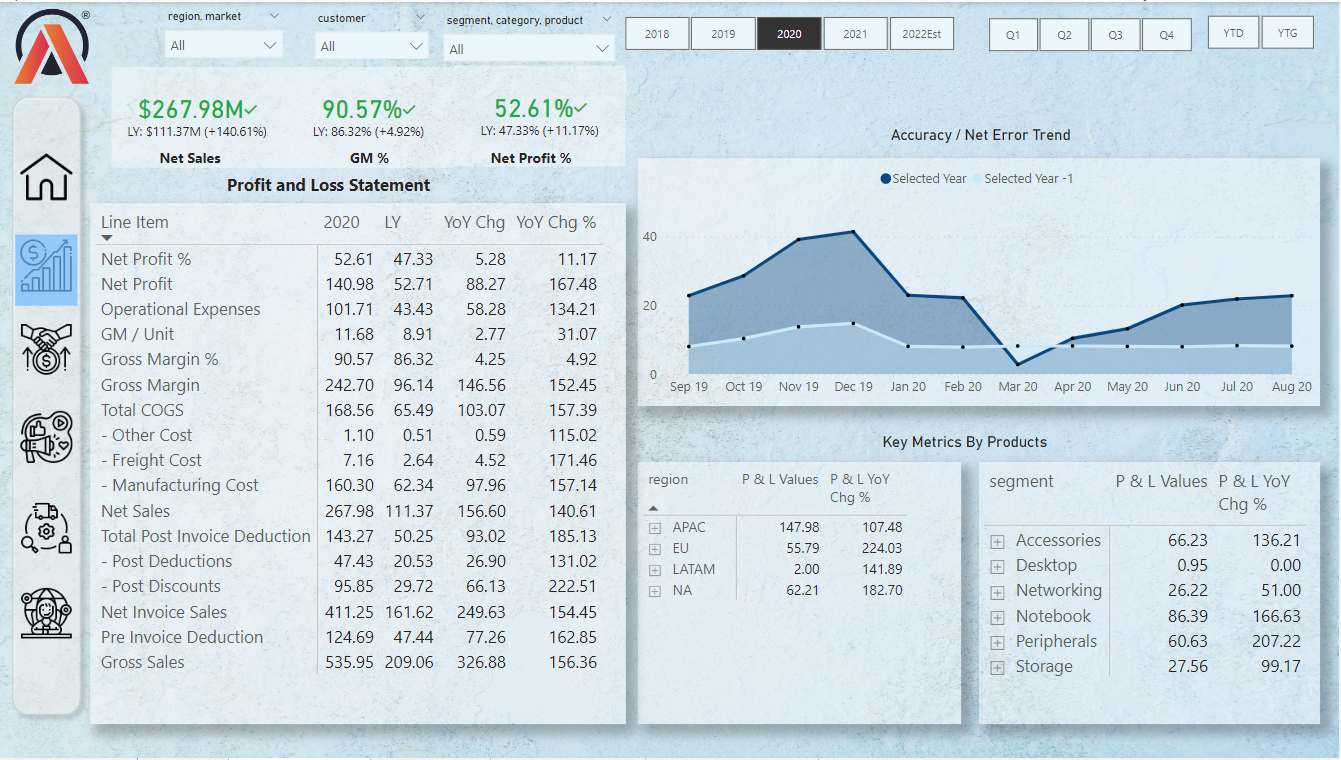 ®
region, market
customer
segment, category, product
All
All
All
2018 2019 2020 2021 2022Est
Q1 Q2 Q3 Q4
YTD YTG
$267.98M
LY: $111.37M (+140.61%)
Net Sales
90.57%
LY: 86.32% (+4.92%)
GM %
52.61%
LY: 47.33% (+11.17%)
Net Profit %
Profit and Loss Statement
Line Item 2020 LY YoY Chg YoY Chg %
Net Profit % 52.61 47.33 5.28 11.17
Net Profit 140.98 52.71 88.27 167.48
Operational Expenses 101.71 43.43 58.28 134.21
GM / Unit 11.68 8.91 2.77 31.07
Gross Margin % 90.57 86.32 4.25 4.92
Gross Margin 242.70 96.14 146.56 152.45
Total COGS 168.56 65.49 103.07 157.39
- Other Cost 1.10 0.51 0.59 115.02
- Freight Cost 7.16 2.64 4.52 171.46
- Manufacturing Cost 160.30 62.34 97.96 157.14
Net Sales 267.98 111.37 156.60 140.61
Total Post Invoice Deduction 143.27 50.25 93.02 185.13
- Post Deductions 47.43 20.53 26.90 131.02
- Post Discounts 95.85 29.72 66.13 222.51
Net Invoice Sales 411.25 161.62 249.63 154.45
Pre Invoice Deduction 124.69 47.44 77.26 162.85
Gross Sales 535.95 209.06 326.88 156.36
Accuracy / Net Error Trend
Selected Year Selected Year -1
40
20
0
Sep 19 Oct 19 Nov 19 Dec 19 Jan 20 Feb 20 Mar 20 Apr 20 May 20 Jun 20 Jul 20 Aug 20
Key Metrics By Products
region P & L Values P & L YoY
Chg %
APAC 147.98 107.48
EU 55.79 224.03
LATAM 2.00 141.89
NA 62.21 182.70
segment P & L Values P & L YoY
Chg %
Accessories 66.23 136.21
Desktop 0.95 0.00
Networking 26.22 51.00
Notebook 86.39 166.63
Peripherals 60.63 207.22
Storage 27.56 99.17